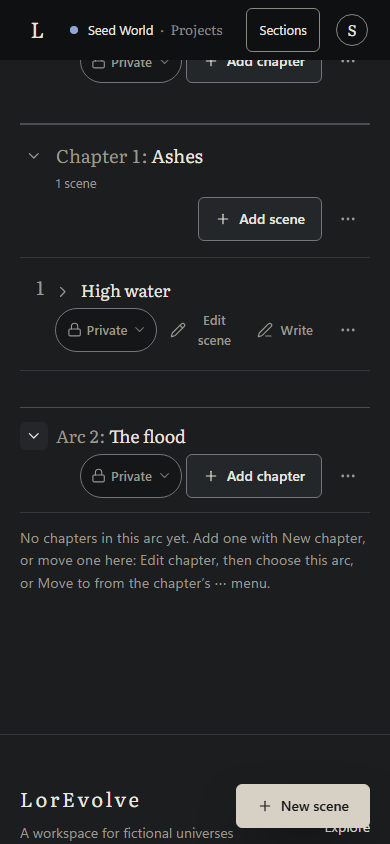 L
Seed World · Projects
Sections
S
Private
Add chapter
Chapter 1: Ashes
1 scene
Add scene
1
High water
Private
Edit scene
Write
Arc 2: The flood
Private
Add chapter
No chapters in this arc yet. Add one with New chapter,
or move one here: Edit chapter, then choose this arc,
or Move to from the chapter’s ··· menu.
LorEvolve
New scene
A workspace for fictional universes
Explore